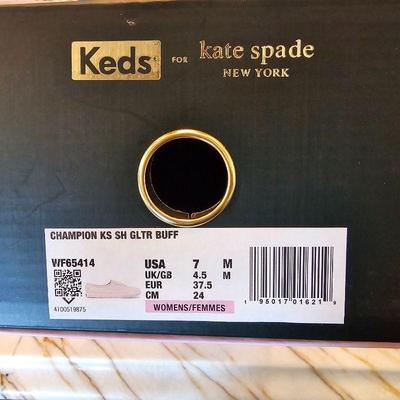 Keds FOR kate spade
NEW YORK
CHAMPION KS SH GLTR BUFF
WF65414
USA 7 M
UK/GB 4.5 M
EUR 37.5
CM 24
4700519875
WOMENS/FEMMES
1 95017 01621 9